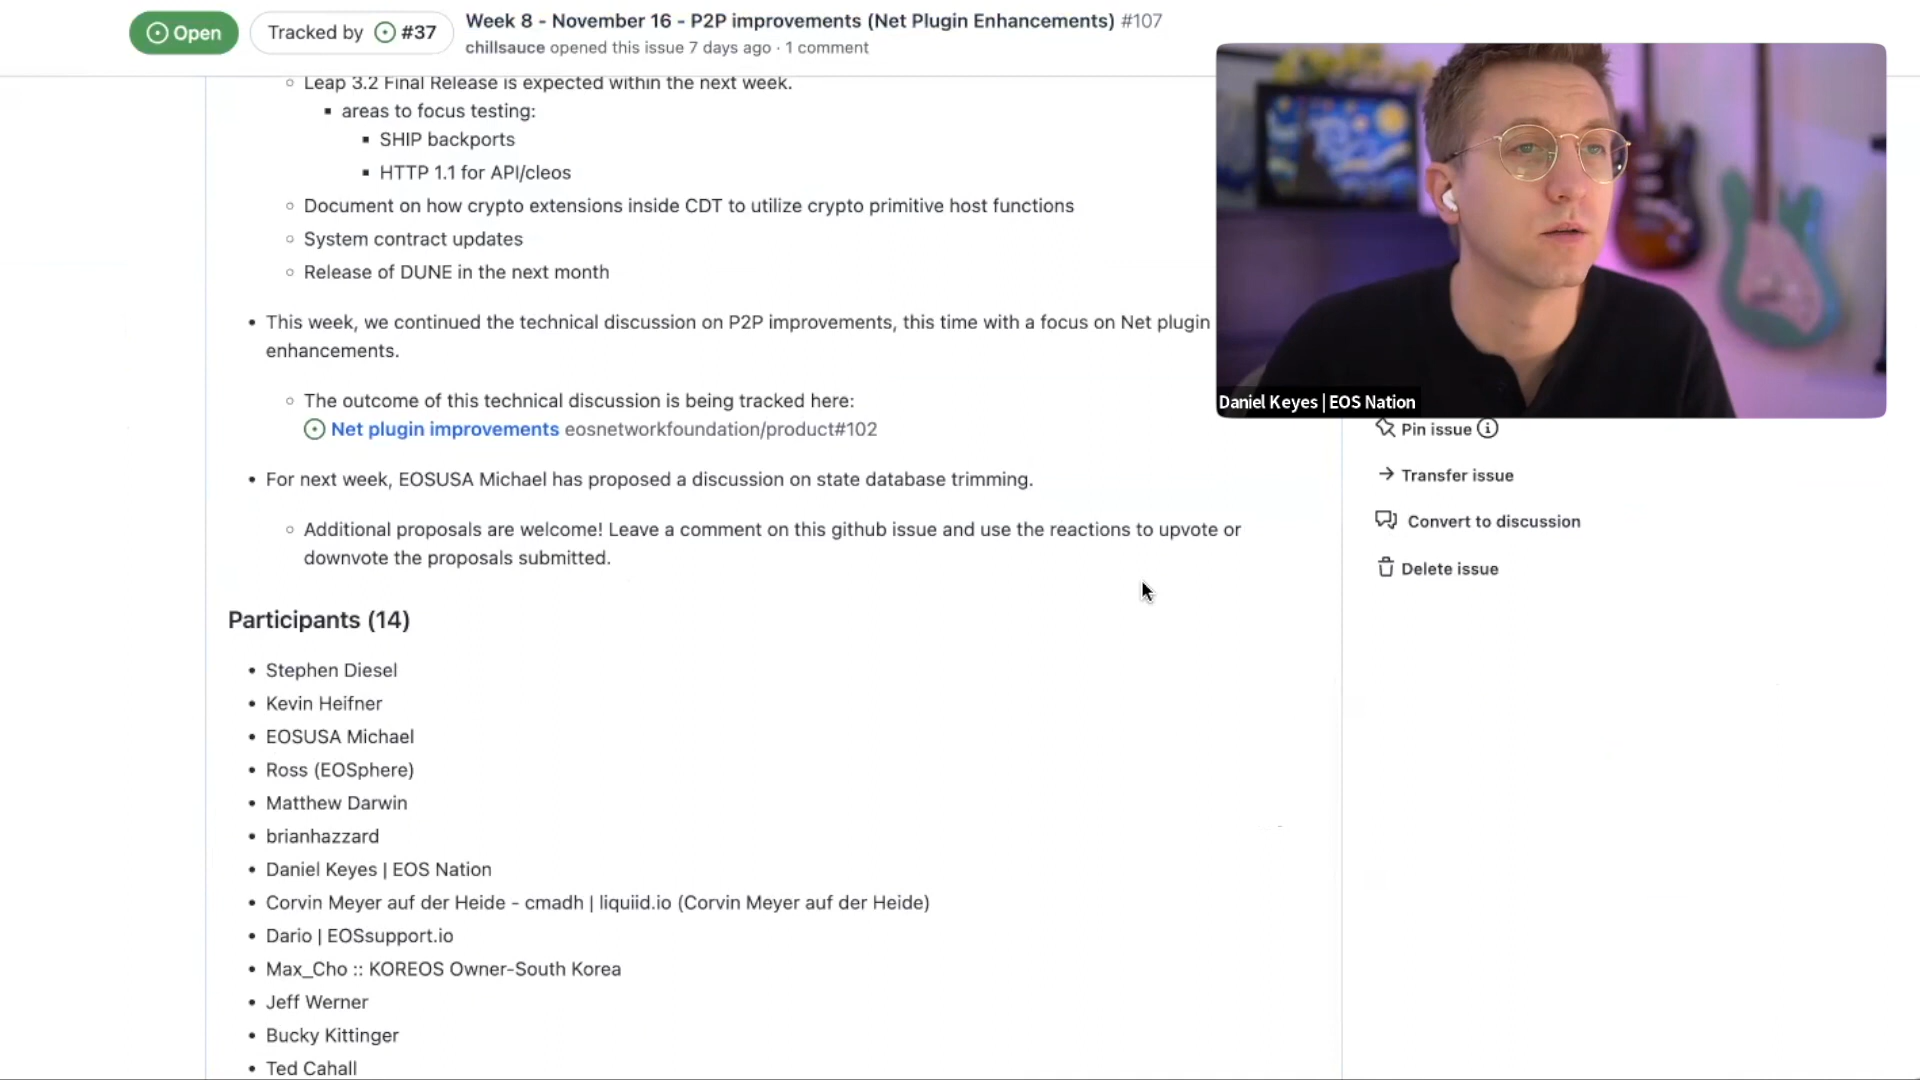 Open
Tracked by #37
Week 8 - November 16 - P2P improvements (Net Plugin Enhancements) #107
chillsauce opened this issue 7 days ago · 1 comment
Leap 3.2 Final Release is expected within the next week.
areas to focus testing:
SHIP backports
HTTP 1.1 for API/cleos
Document on how crypto extensions inside CDT to utilize crypto primitive host functions
System contract updates
Release of DUNE in the next month
This week, we continued the technical discussion on P2P improvements, this time with a focus on Net plugin
enhancements.
The outcome of this technical discussion is being tracked here:
Net plugin improvements eosnetworkfoundation/product#102
For next week, EOSUSA Michael has proposed a discussion on state database trimming.
Additional proposals are welcome! Leave a comment on this github issue and use the reactions to upvote or
downvote the proposals submitted.
Participants (14)
Stephen Diesel
Kevin Heifner
EOSUSA Michael
Ross (EOSphere)
Matthew Darwin
brianhazzard
Daniel Keyes | EOS Nation
Corvin Meyer auf der Heide - cmadh | liquiid.io (Corvin Meyer auf der Heide)
Dario | EOSsupport.io
Max_Cho :: KOREOS Owner-South Korea
Jeff Werner
Bucky Kittinger
Ted Cahall
Daniel Keyes | EOS Nation
Pin issue
Transfer issue
Convert to discussion
Delete issue